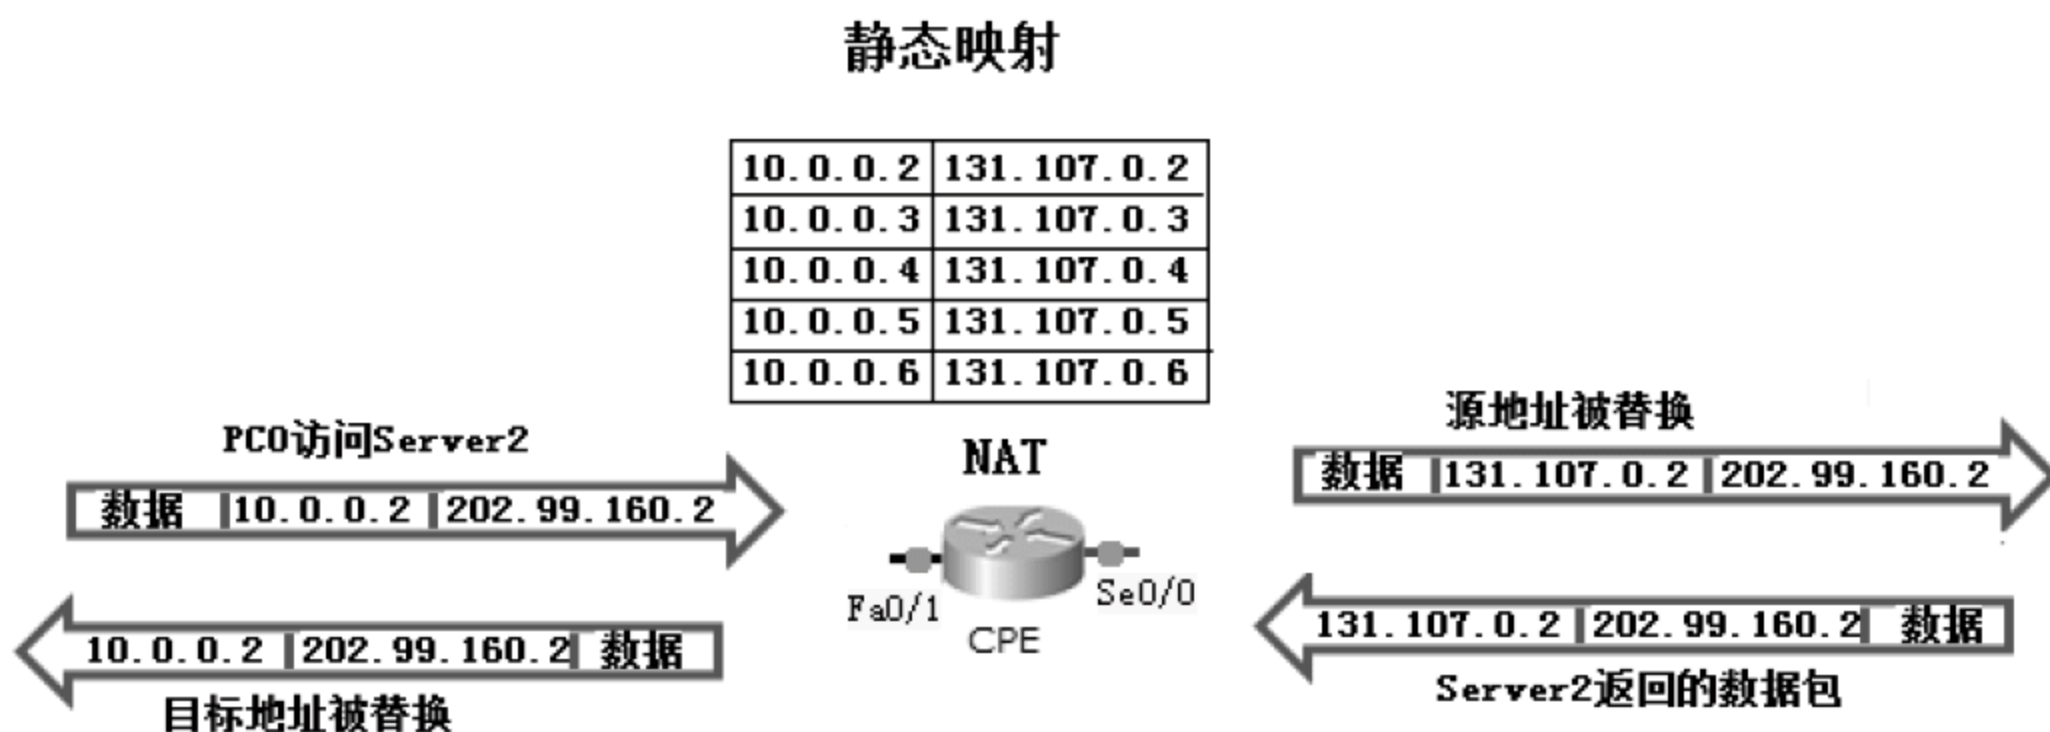 静态映射
10.0.0.2 131.107.0.2
10.0.0.3 131.107.0.3
10.0.0.4 131.107.0.4
10.0.0.5 131.107.0.5
10.0.0.6 131.107.0.6
PC0访问Server2
数据 |10.0.0.2 |202.99.160.2
NAT
源地址被替换
数据 |131.107.0.2 |202.99.160.2
Fa0/1
Se0/0
CPE
10.0.0.2 |202.99.160.2| 数据
目标地址被替换
131.107.0.2 |202.99.160.2| 数据
Server2返回的数据包